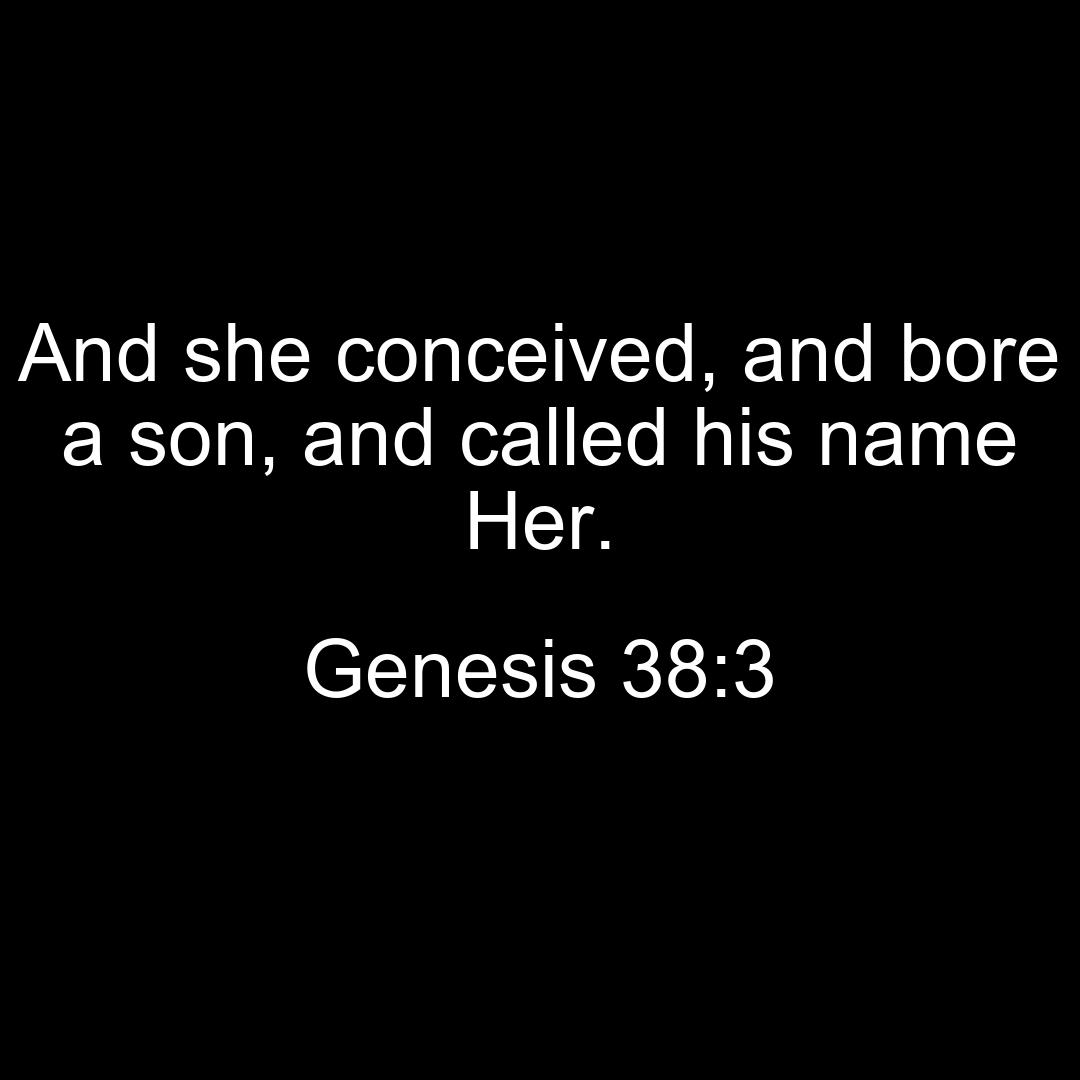 And she conceived, and bore
a son, and called his name
Her.
Genesis 38:3